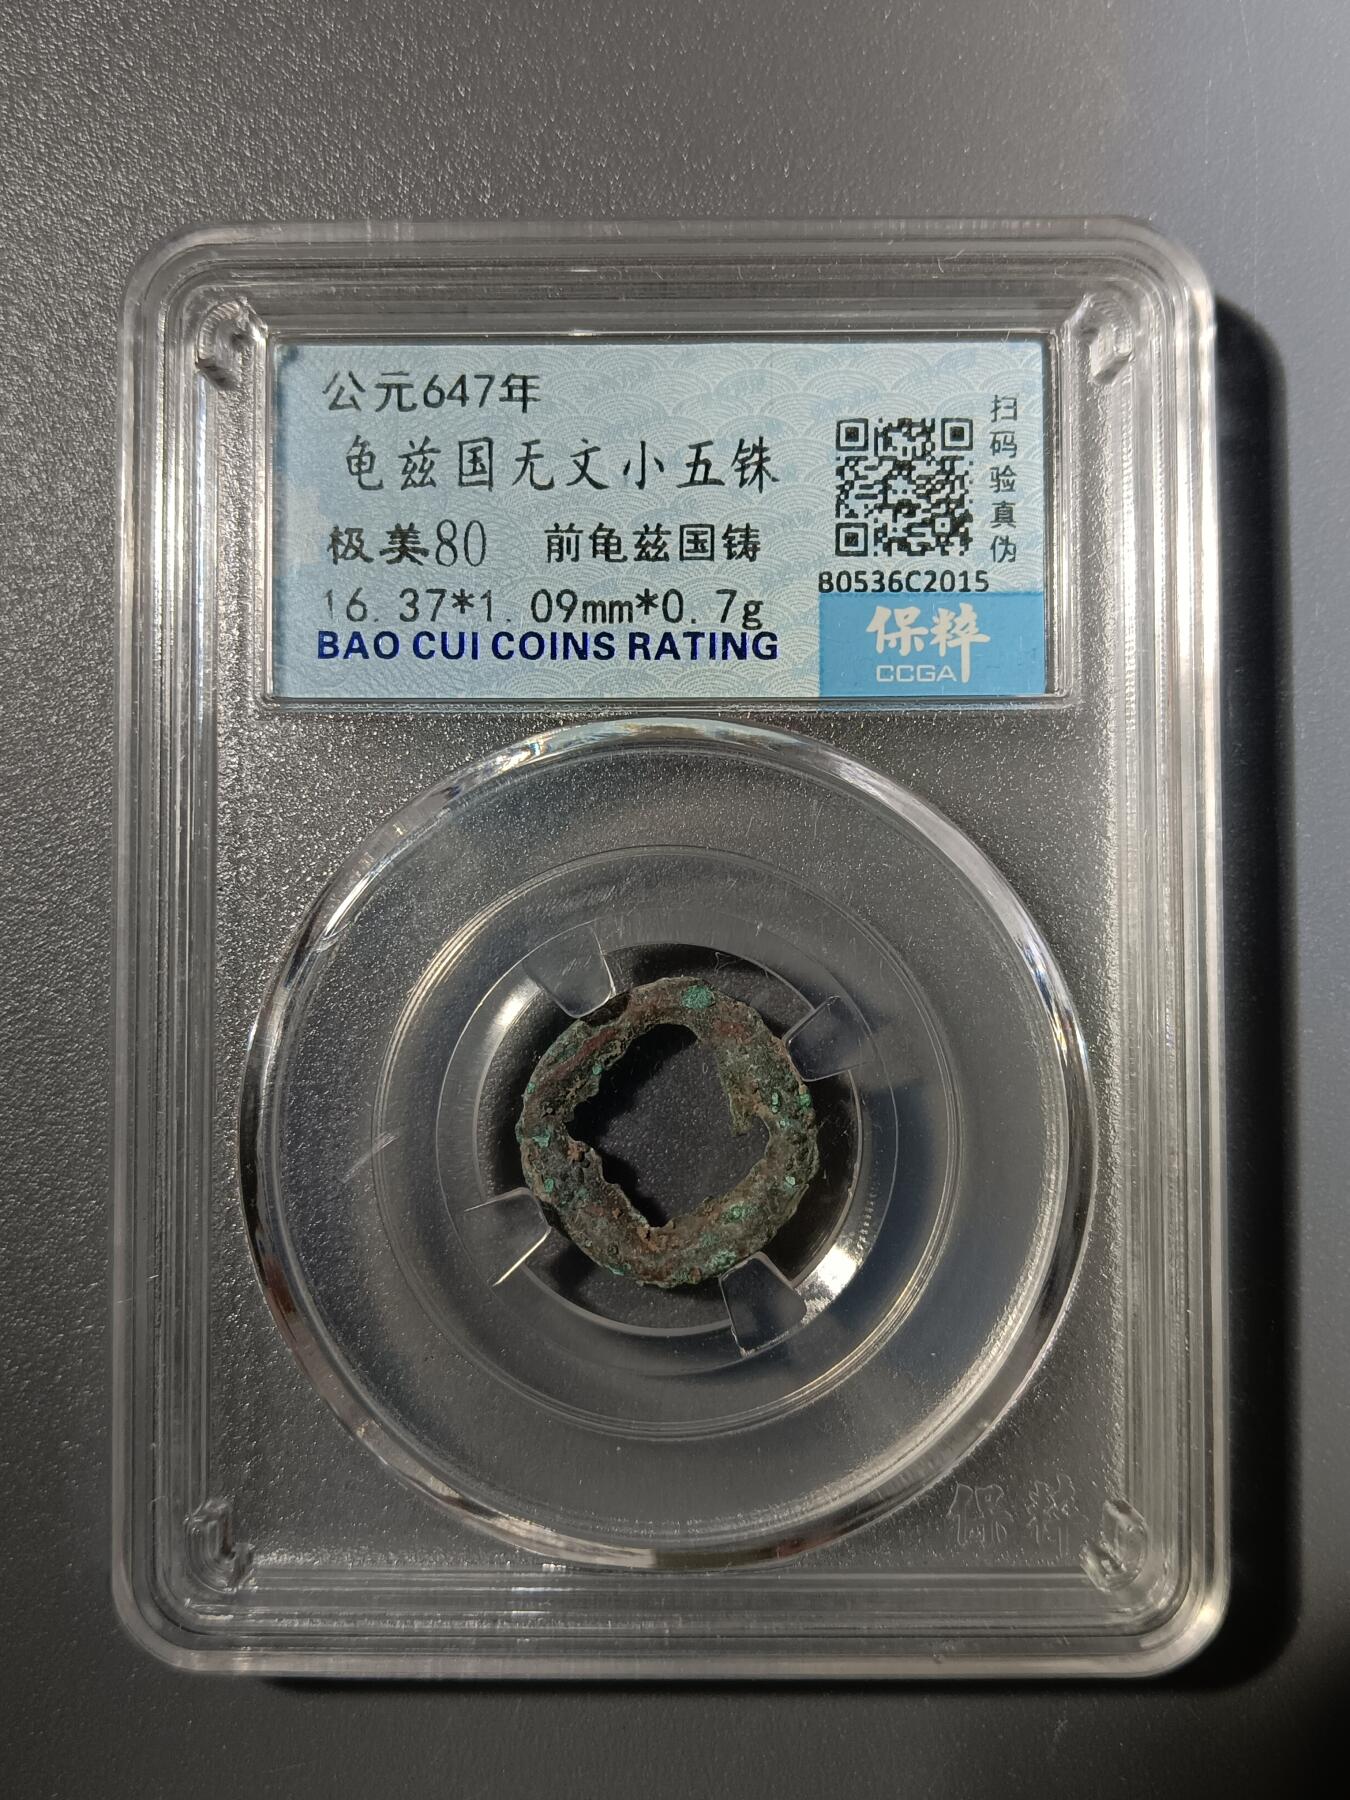 公元647年
龟兹国无文小五铢
极美80 前龟兹国铸
16.37*1.09mm*0.7g
BAO CUI COINS RATING
扫码验真伪
B0536C2015
保粹
CCGA
保粹